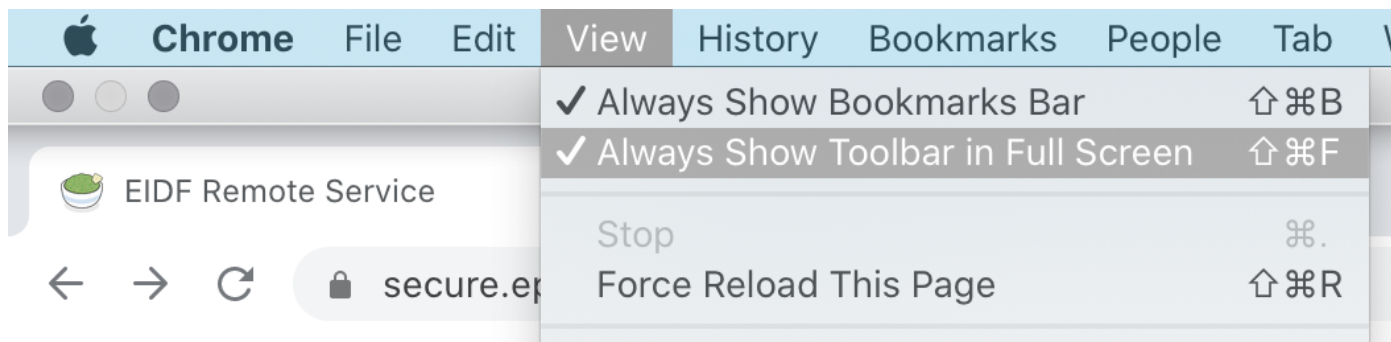 Chrome File Edit View History Bookmarks People Tab
✓ Always Show Bookmarks Bar ⇧⌘B
✓ Always Show Toolbar in Full Screen ⇧⌘F
EIDF Remote Service
Stop ⌘.
secure.ep
Force Reload This Page ⇧⌘R